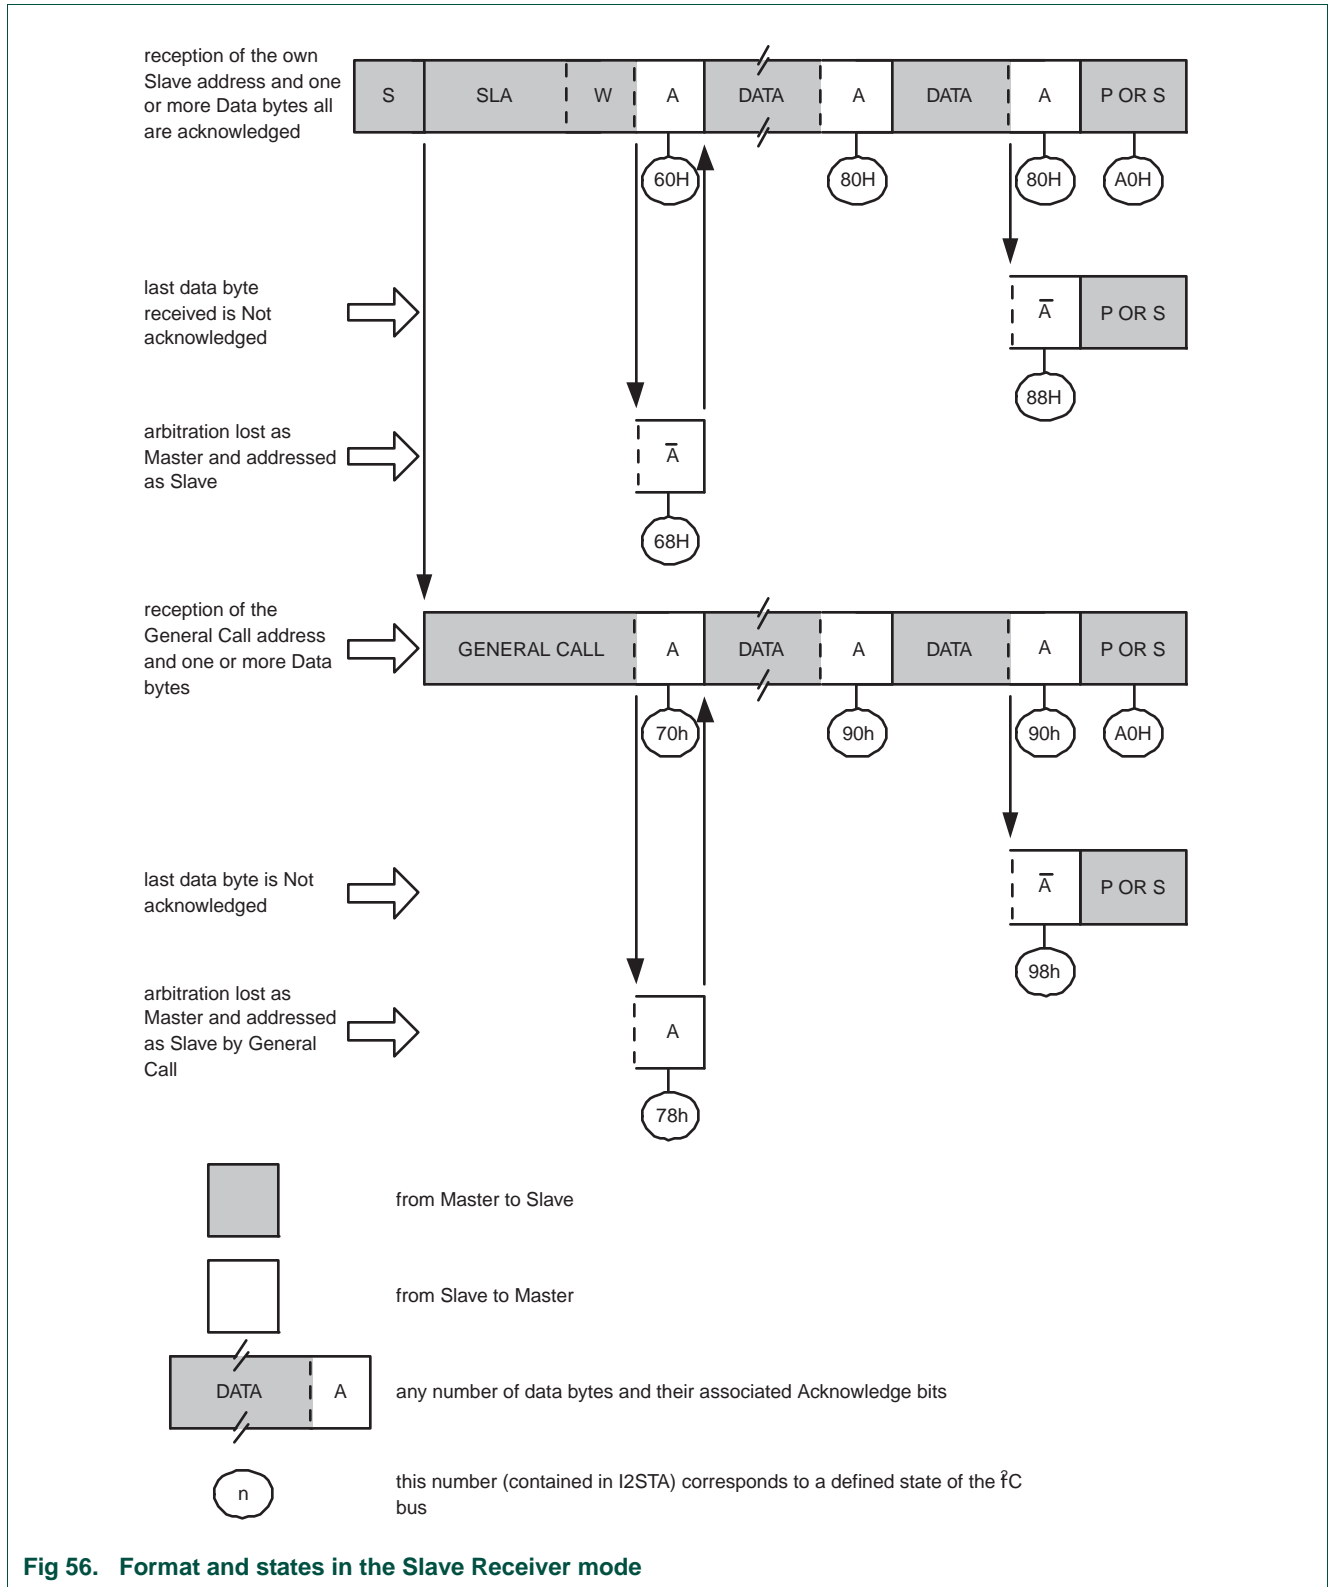 reception of the own
Slave address and one
or more Data bytes all
are acknowledged
S SLA W A DATA A DATA A P OR S
60H 80H 80H A0H
last data byte
received is Not
acknowledged
A̅ P OR S
88H
arbitration lost as
Master and addressed
as Slave
A̅
68H
reception of the
General Call address
and one or more Data
bytes
GENERAL CALL A DATA A DATA A P OR S
70h 90h 90h A0H
last data byte is Not
acknowledged
A̅ P OR S
98h
arbitration lost as
Master and addressed
as Slave by General
Call
A
78h
from Master to Slave
from Slave to Master
DATA A
any number of data bytes and their associated Acknowledge bits
n
this number (contained in I2STA) corresponds to a defined state of the I²C
bus
Fig 56. Format and states in the Slave Receiver mode